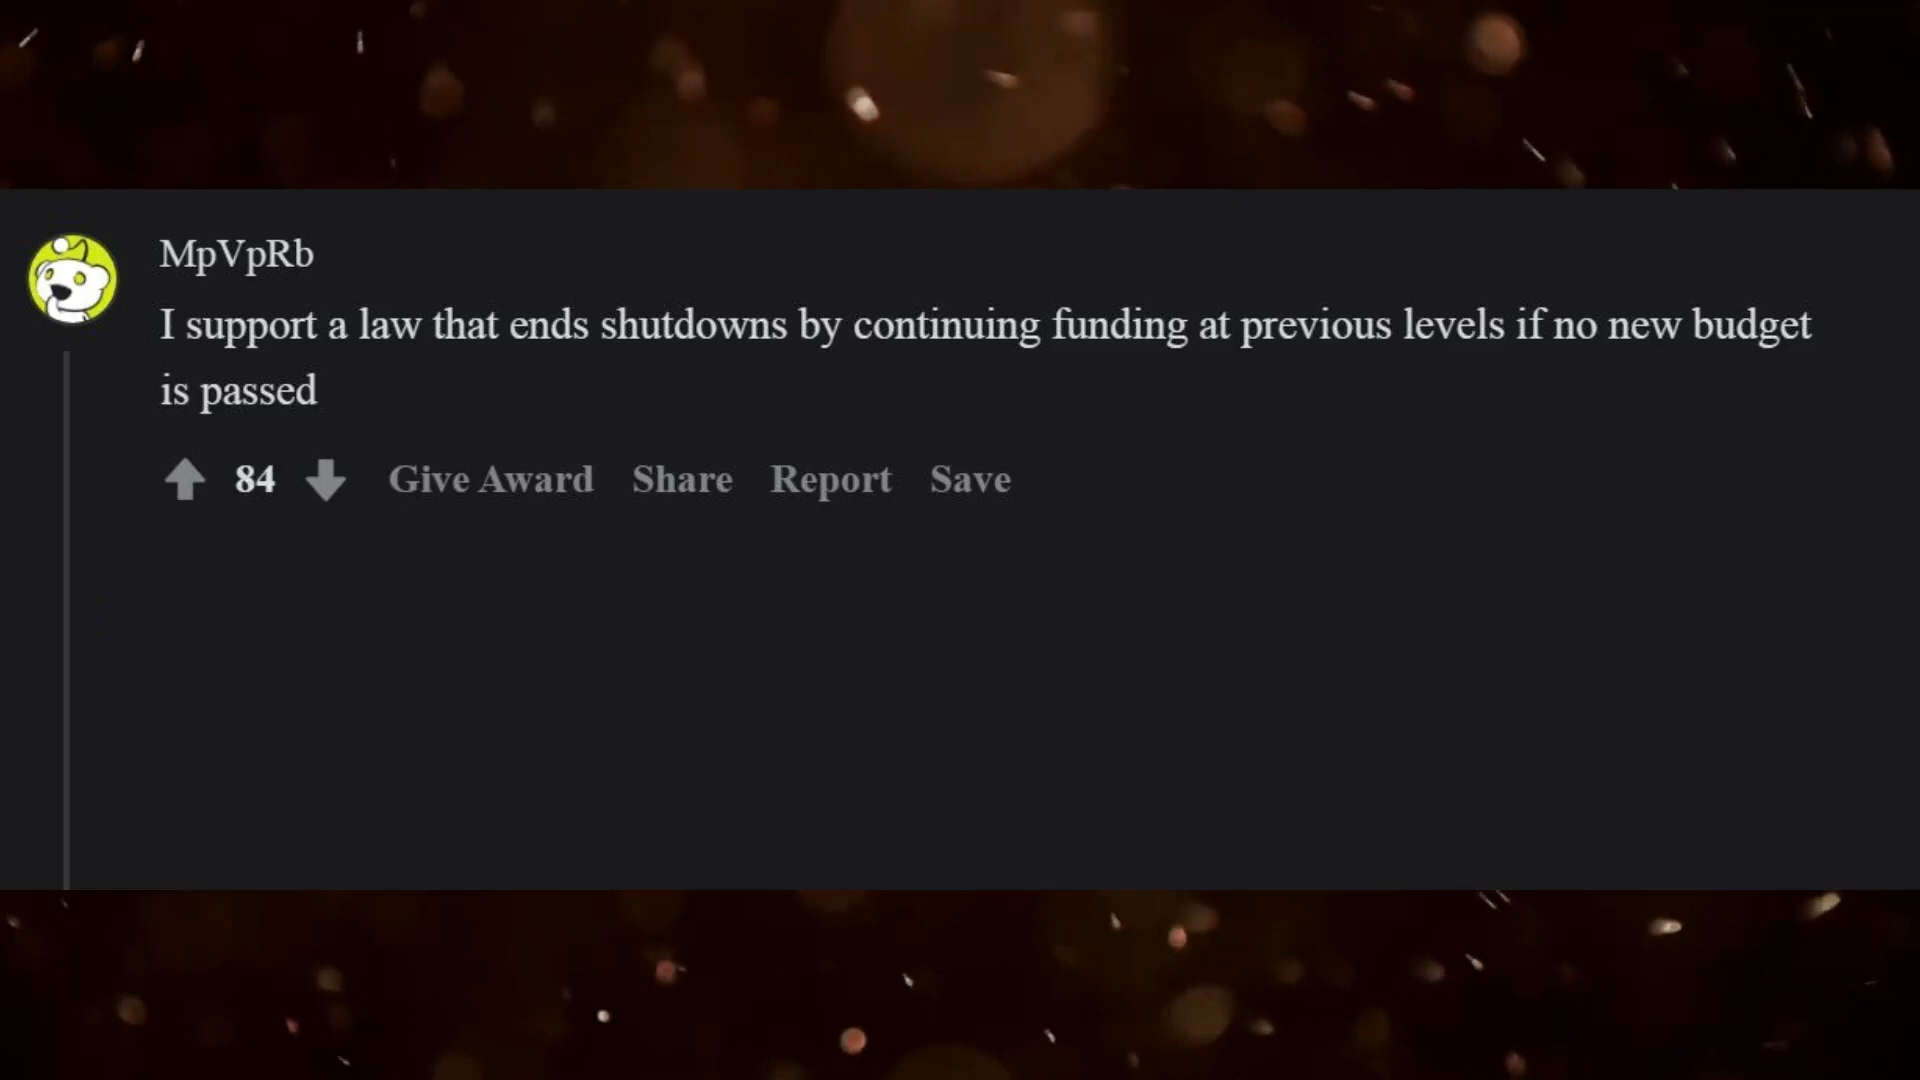 MpVpRb
I support a law that ends shutdowns by continuing funding at previous levels if no new budget
is passed
84 Give Award Share Report Save